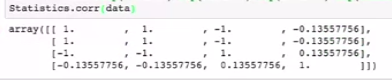 Statistics.corr(data)
array([[ 1.        ,  1.        , -1.        , -0.13557756],
       [ 1.        ,  1.        , -1.        , -0.13557756],
       [-1.        , -1.        ,  1.        ,  0.13557756],
       [-0.13557756, -0.13557756,  0.13557756,  1.        ]])